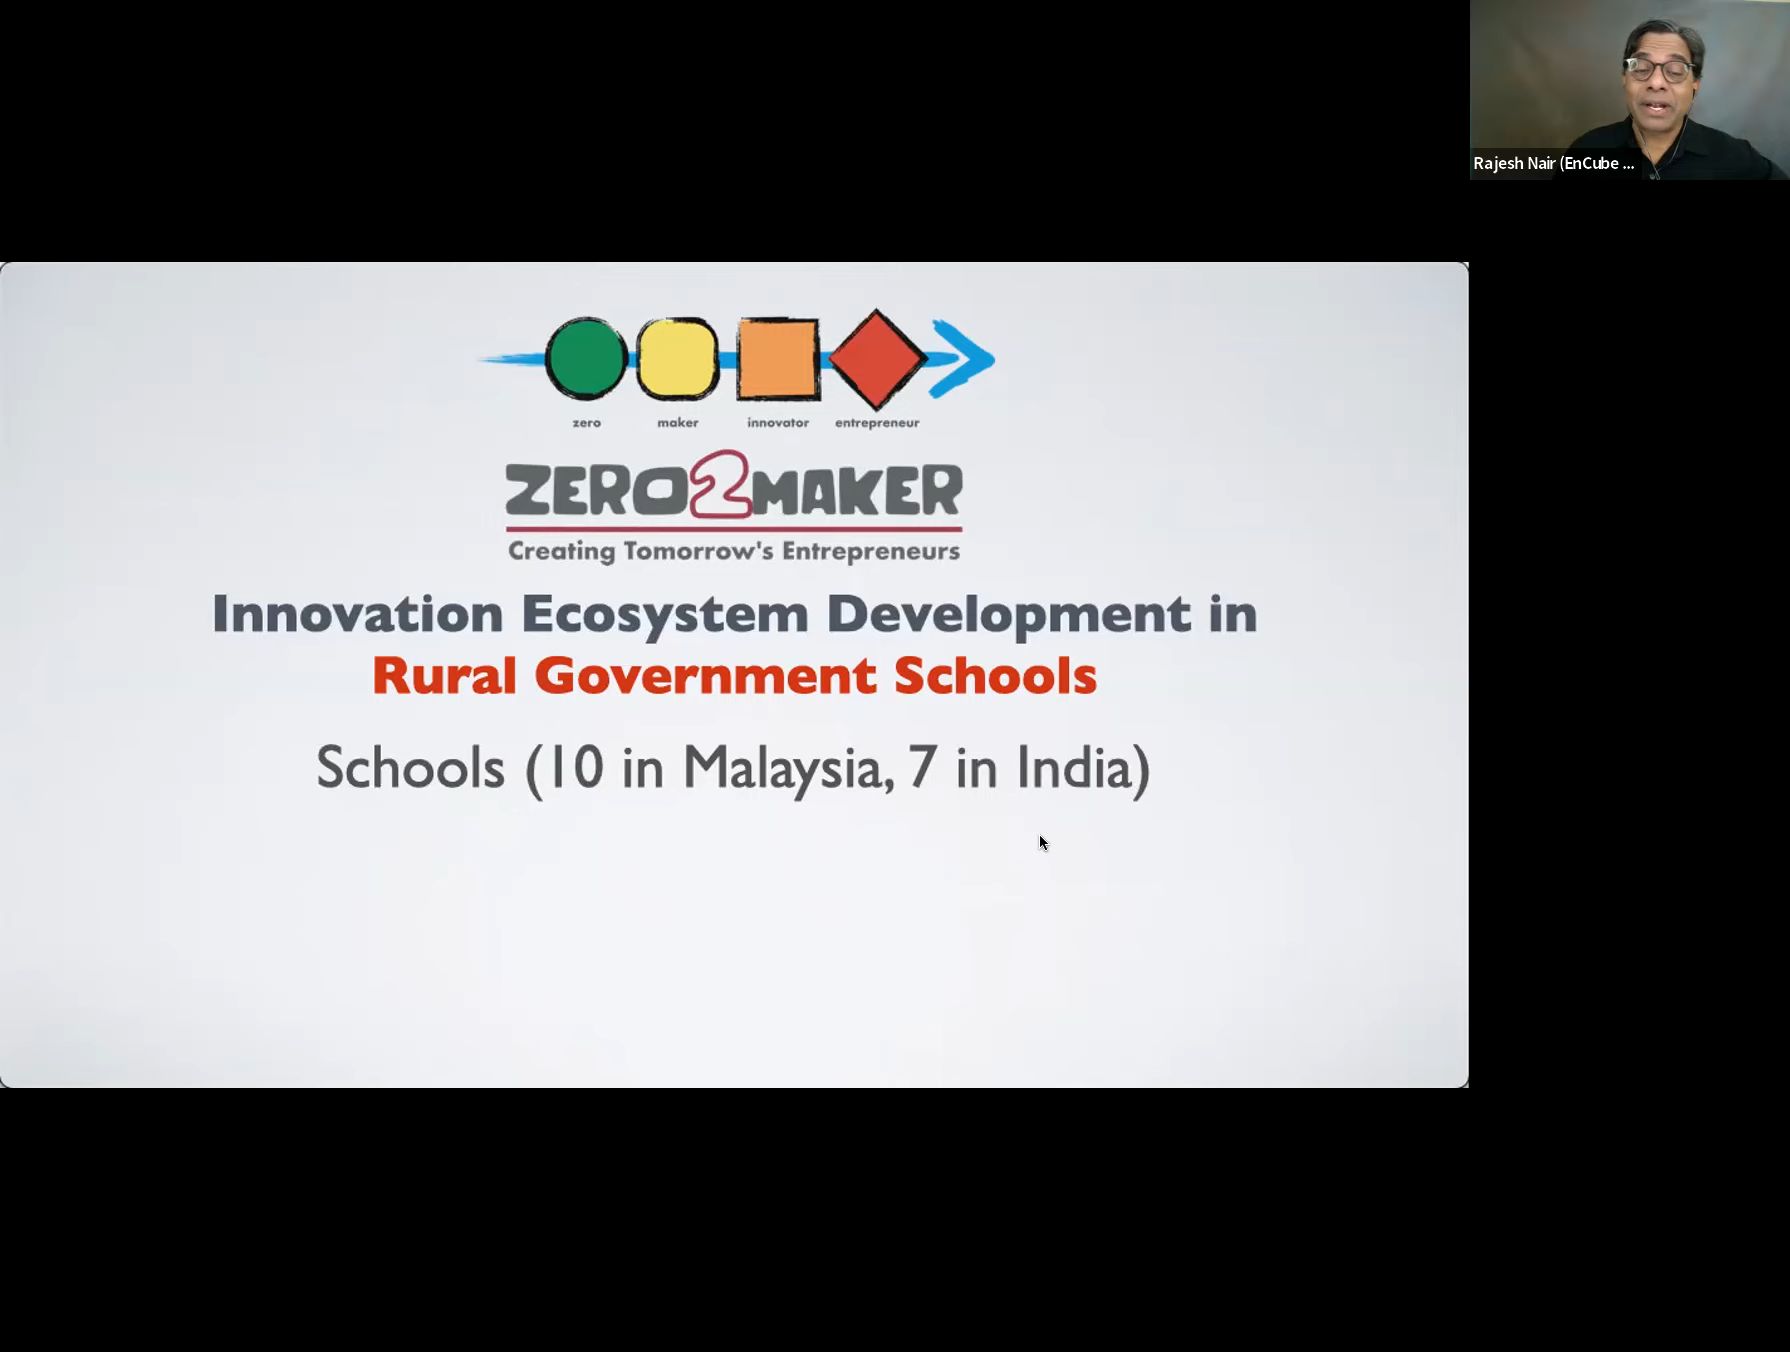 Rajesh Nair (EnCube ...
zero maker innovator entrepreneur
ZERO2MAKER
Creating Tomorrow's Entrepreneurs
Innovation Ecosystem Development in
Rural Government Schools
Schools (10 in Malaysia, 7 in India)